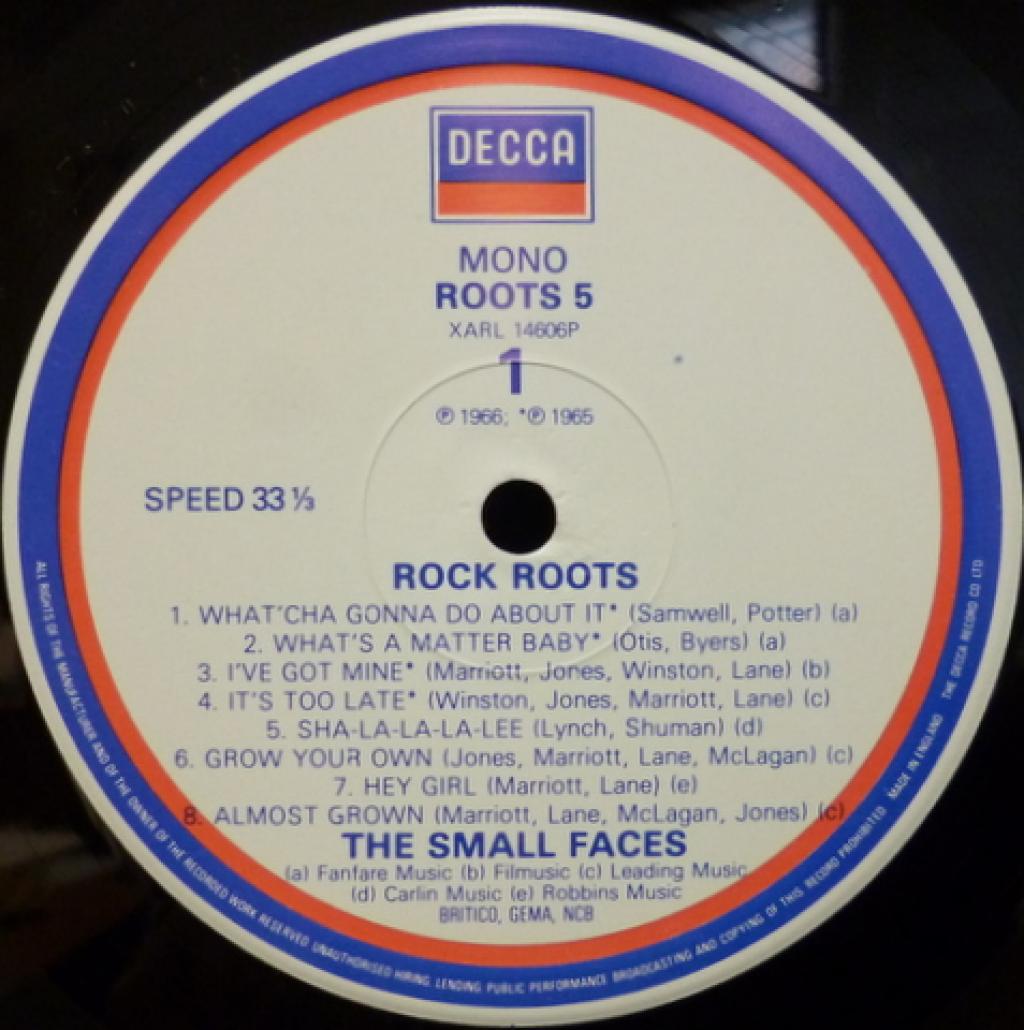 DECCA
MONO
ROOTS 5
XARL 14606P
1
℗ 1966; *℗ 1965
SPEED 33 ⅓
ROCK ROOTS
1. WHAT'CHA GONNA DO ABOUT IT* (Samwell, Potter) (a)
2. WHAT'S A MATTER BABY* (Otis, Byers) (a)
3. I'VE GOT MINE* (Marriott, Jones, Winston, Lane) (b)
4. IT'S TOO LATE* (Winston, Jones, Marriott, Lane) (c)
5. SHA-LA-LA-LA-LEE (Lynch, Shuman) (d)
6. GROW YOUR OWN (Jones, Marriott, Lane, McLagan) (c)
7. HEY GIRL (Marriott, Lane) (e)
8. ALMOST GROWN (Marriott, Lane, McLagan, Jones) (c)
THE SMALL FACES
(a) Fanfare Music (b) Filmusic (c) Leading Music
(d) Carlin Music (e) Robbins Music
BRITICO, GEMA, NCB
ALL RIGHTS OF THE MANUFACTURER AND OF THE OWNER OF THE RECORDED WORK RESERVED UNAUTHORISED HIRING, LENDING PUBLIC PERFORMANCE BROADCASTING AND COPYING OF THIS RECORD PROHIBITED MADE IN ENGLAND THE DECCA RECORD CO LTD